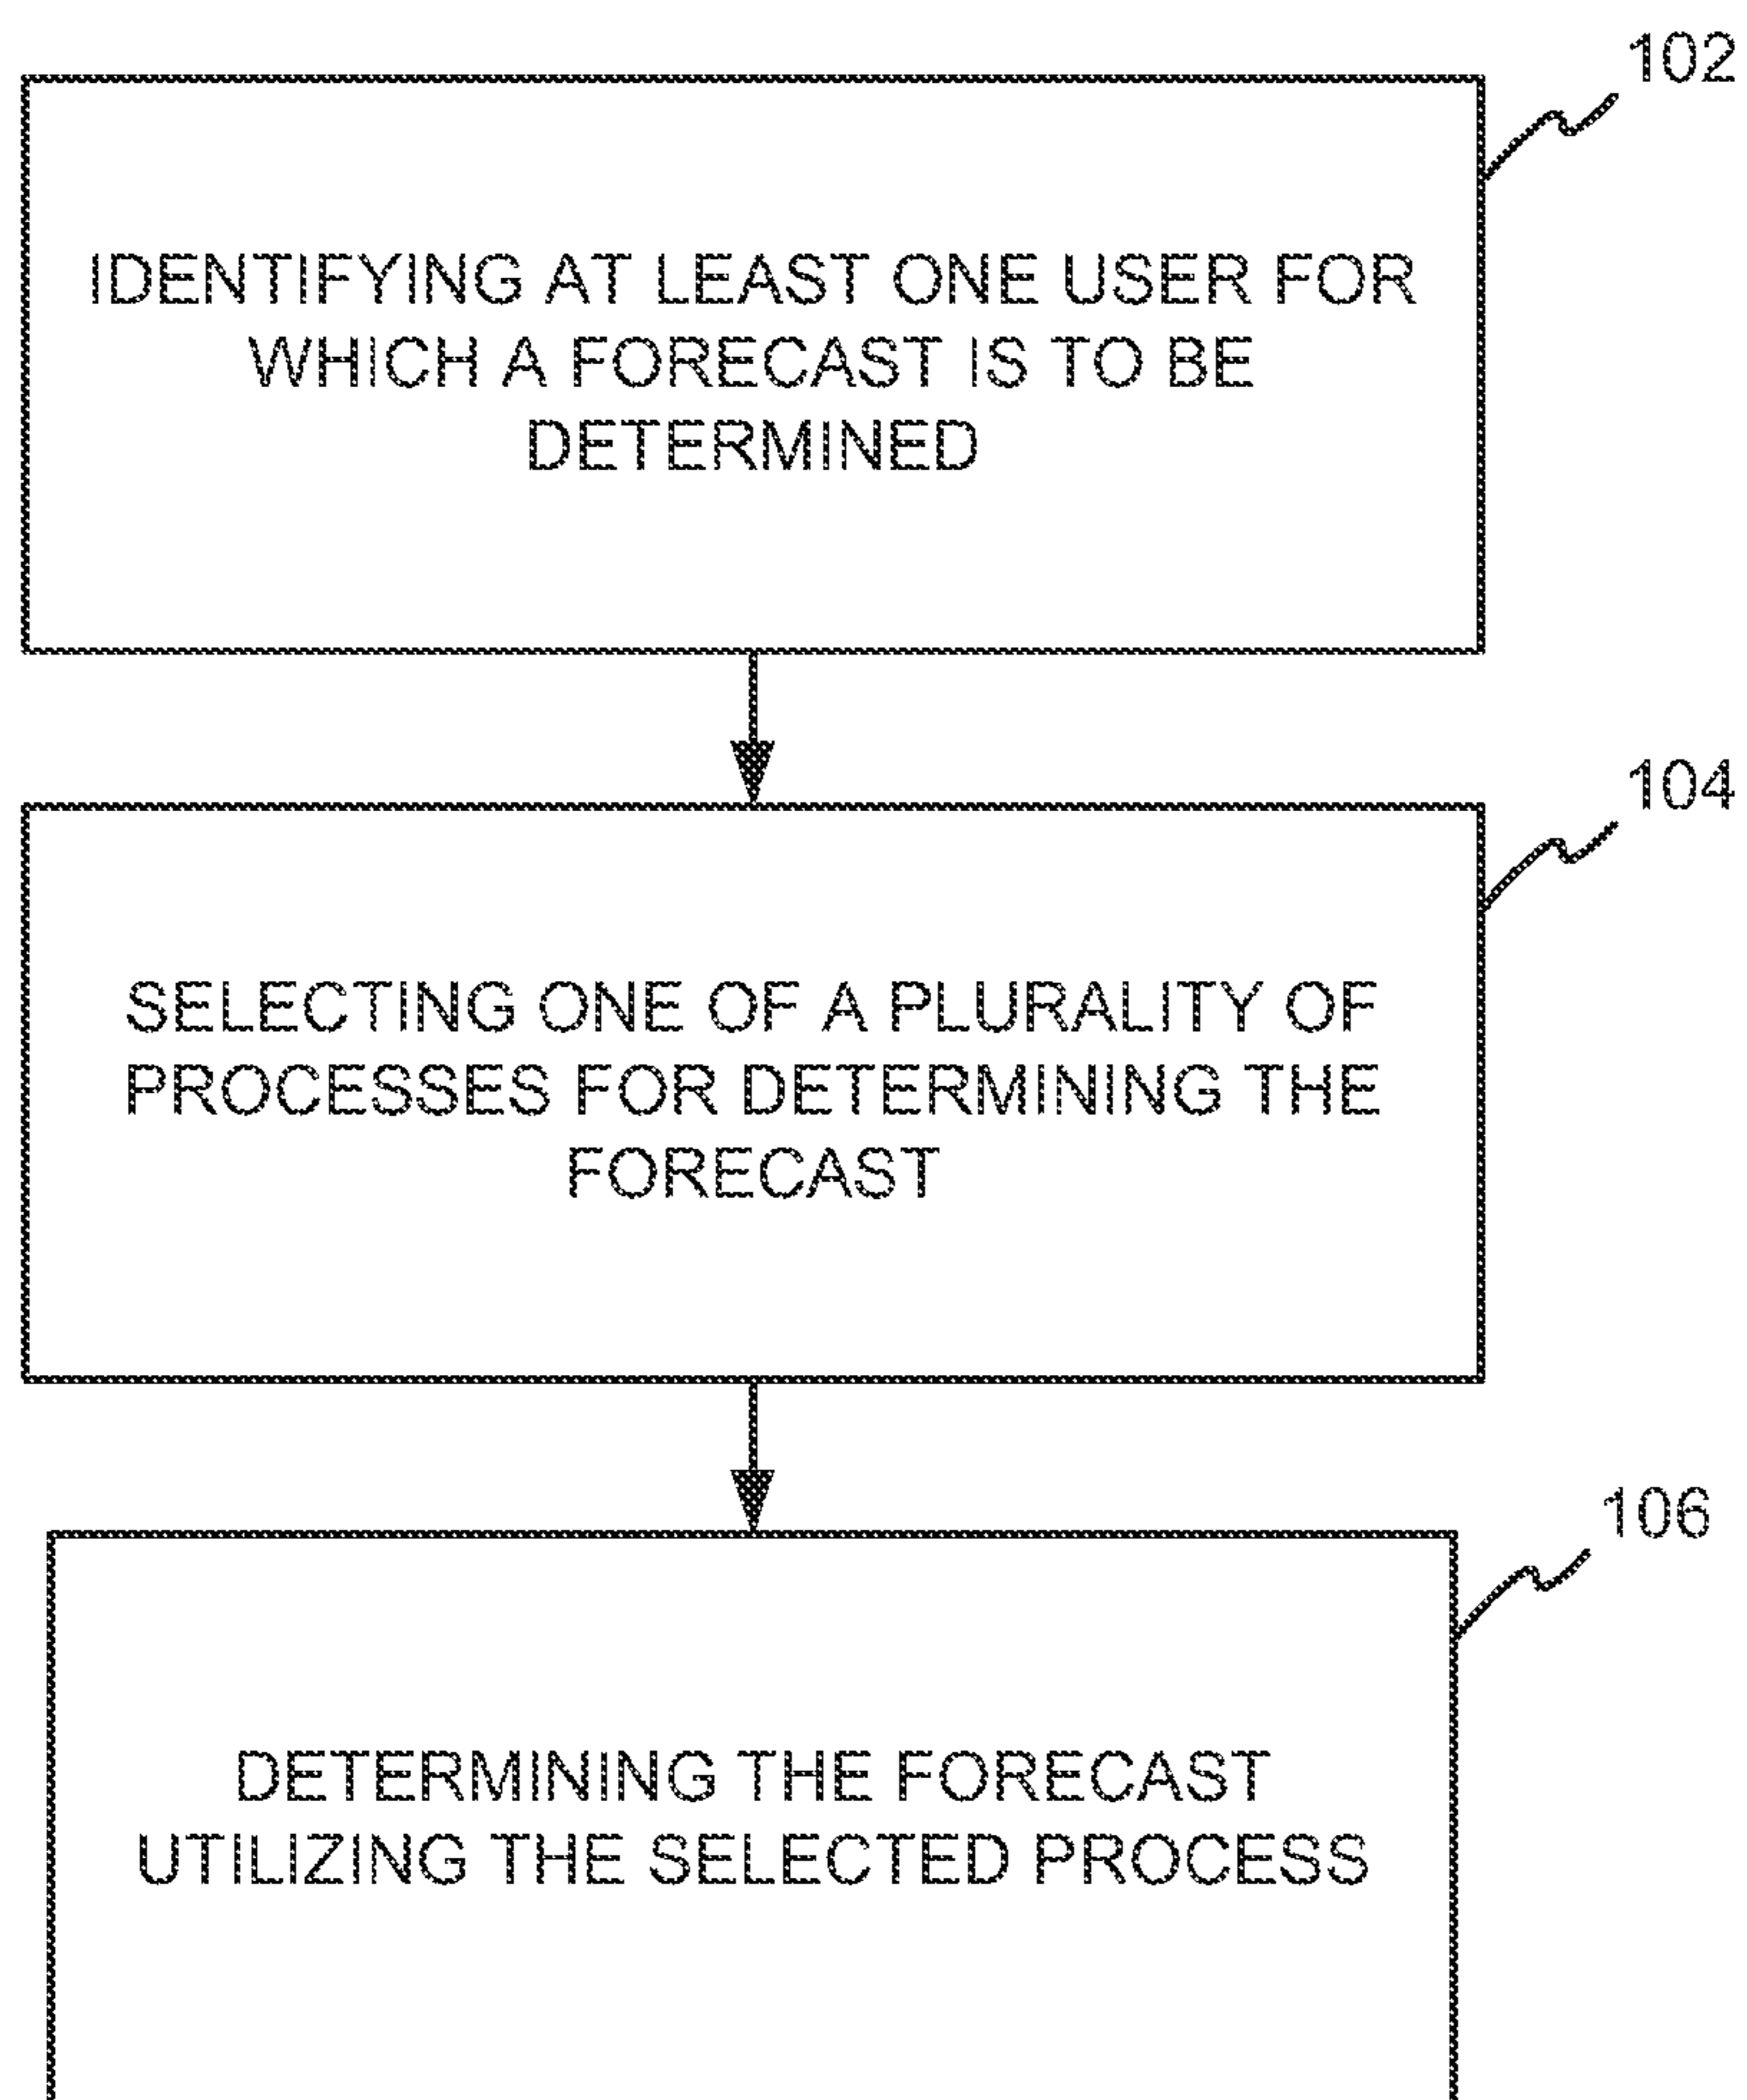 102
IDENTIFYING AT LEAST ONE USER FOR
WHICH A FORECAST IS TO BE
DETERMINED
104
SELECTING ONE OF A PLURALITY OF
PROCESSES FOR DETERMINING THE
FORECAST
106
DETERMINING THE FORECAST
UTILIZING THE SELECTED PROCESS